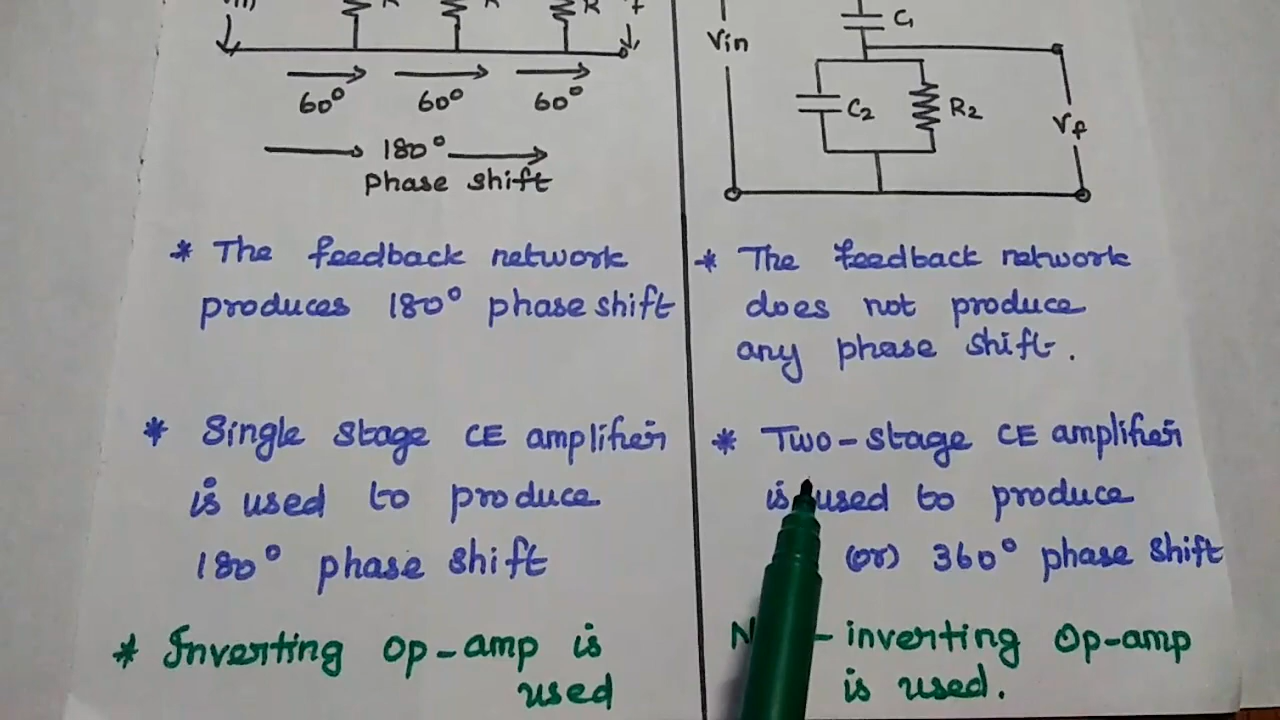 R
60° 60° 60°
180°
Phase shift
* The feedback network
produces 180° phase shift
* Single stage CE amplifier
is used to produce
180° phase shift
* Inverting Op-amp is
used
C1
Vin
C2 R2
Vf
* The feedback network
does not produce
any phase shift.
* Two-stage CE amplifier
is used to produce
(or) 360° phase shift
-inverting Op-amp
is used.